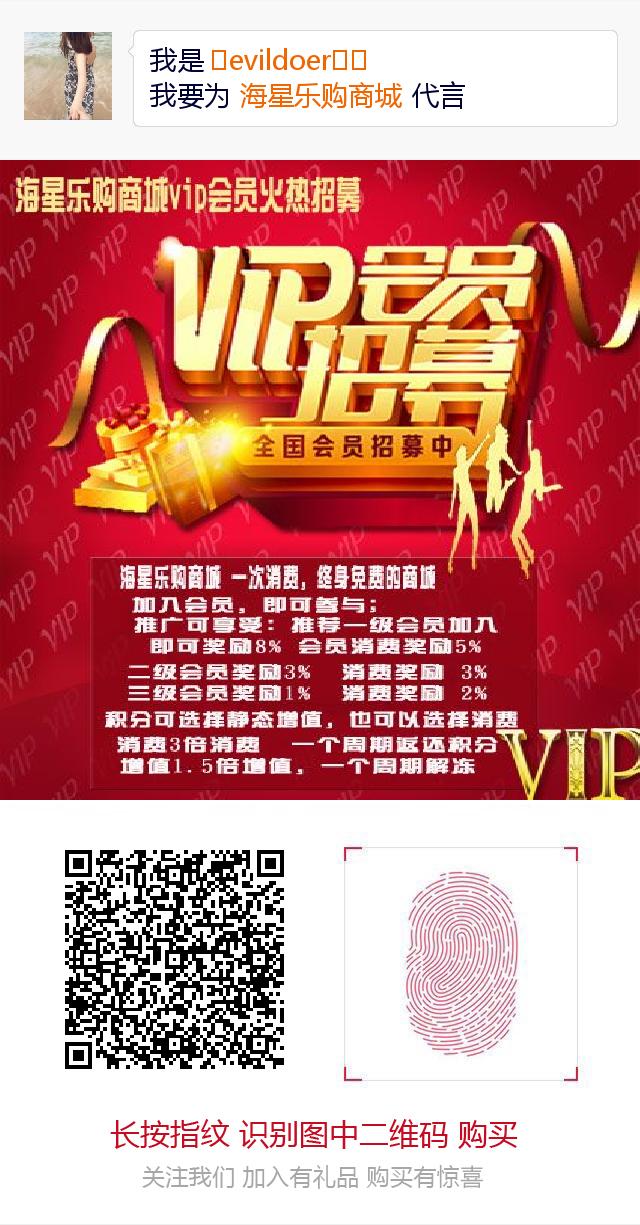 我是 evildoer
我要为 海星乐购商城 代言
海星乐购商城vip会员火热招募
VIP会员
招募
全国会员招募中
海星乐购商城 一次消费，终身免费的商城
加入会员，即可参与；
推广可享受：推荐一级会员加入
即可奖励8% 会员消费奖励5%
二级会员奖励3% 消费奖励 3%
三级会员奖励1% 消费奖励 2%
积分可选择静态增值，也可以选择消费
消费3倍消费 一个周期返还积分
增值1.5倍增值，一个周期解冻
VIP
长按指纹 识别图中二维码 购买
关注我们 加入有礼品 购买有惊喜